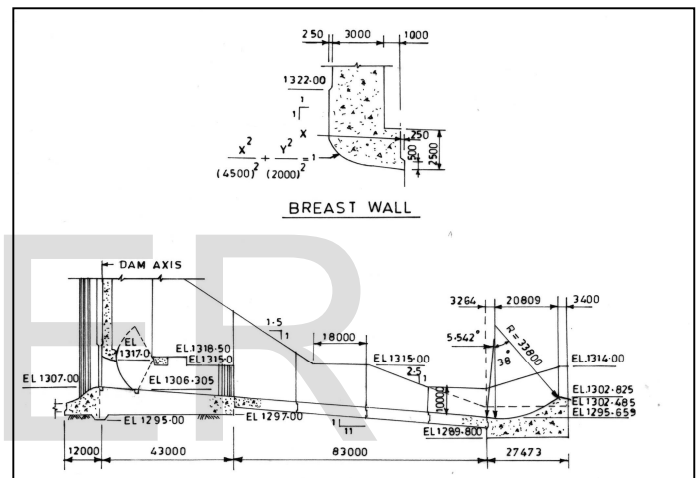 250 3000 1000
1322·00
1
1
X
250
500
2500
X² / (4500)² + Y² / (2000)² = 1
BREAST WALL
ER
DAM AXIS
3264 20809 3400
5·542°
R = 33800
38°
1·5
1
18000
EL 1317·0
EL 1318·50
EL 1315·0
EL 1315·00
2·5
1
EL·1314·00
EL 1307·00
EL 1306·305
10000
EL 1302·825
EL 1302·485
EL 1295·659
EL 1295·00
EL 1297·00
1
11
EL 1289·800
12000 43000 83000 27473